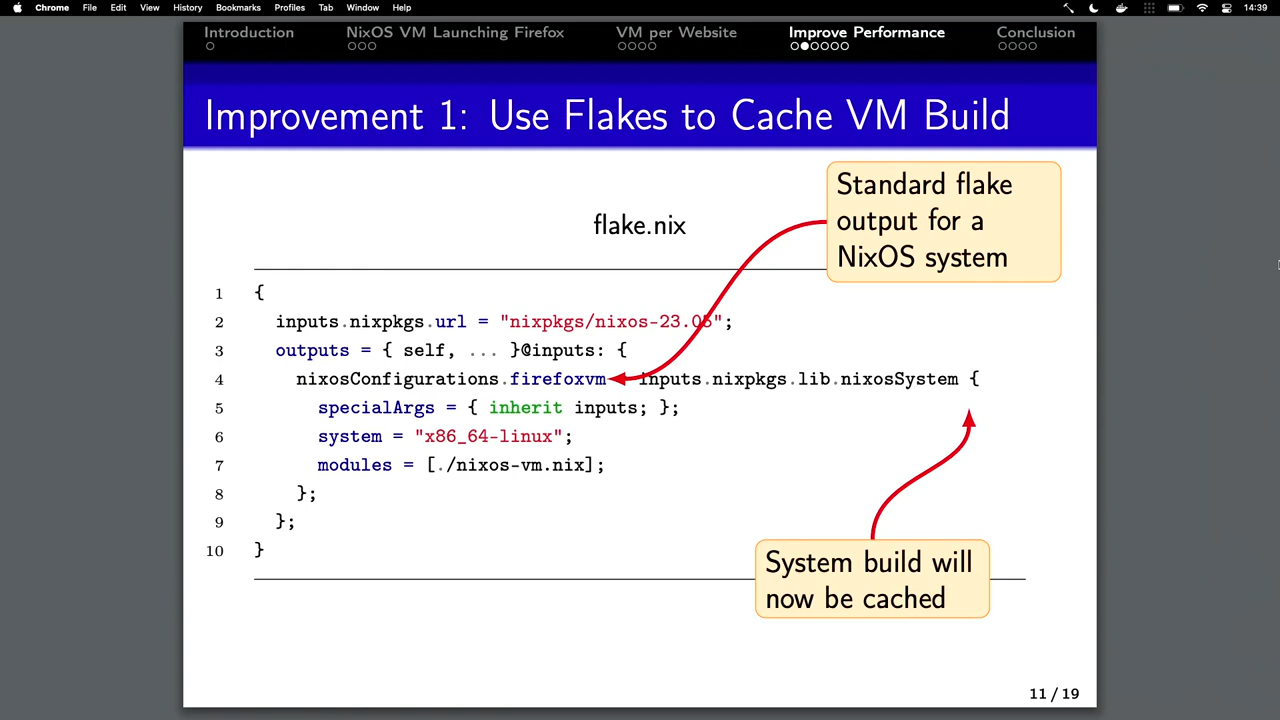 Chrome File Edit View History Bookmarks Profiles Tab Window Help 14:39
Introduction NixOS VM Launching Firefox VM per Website Improve Performance Conclusion
Improvement 1: Use Flakes to Cache VM Build
Standard flake
output for a
NixOS system
flake.nix
1 {
2 inputs.nixpkgs.url = "nixpkgs/nixos-23.05";
3 outputs = { self, ... }@inputs: {
4 nixosConfigurations.firefoxvm inputs.nixpkgs.lib.nixosSystem {
5 specialArgs = { inherit inputs; };
6 system = "x86_64-linux";
7 modules = [./nixos-vm.nix];
8 };
9 };
10 }
System build will
now be cached
11 / 19